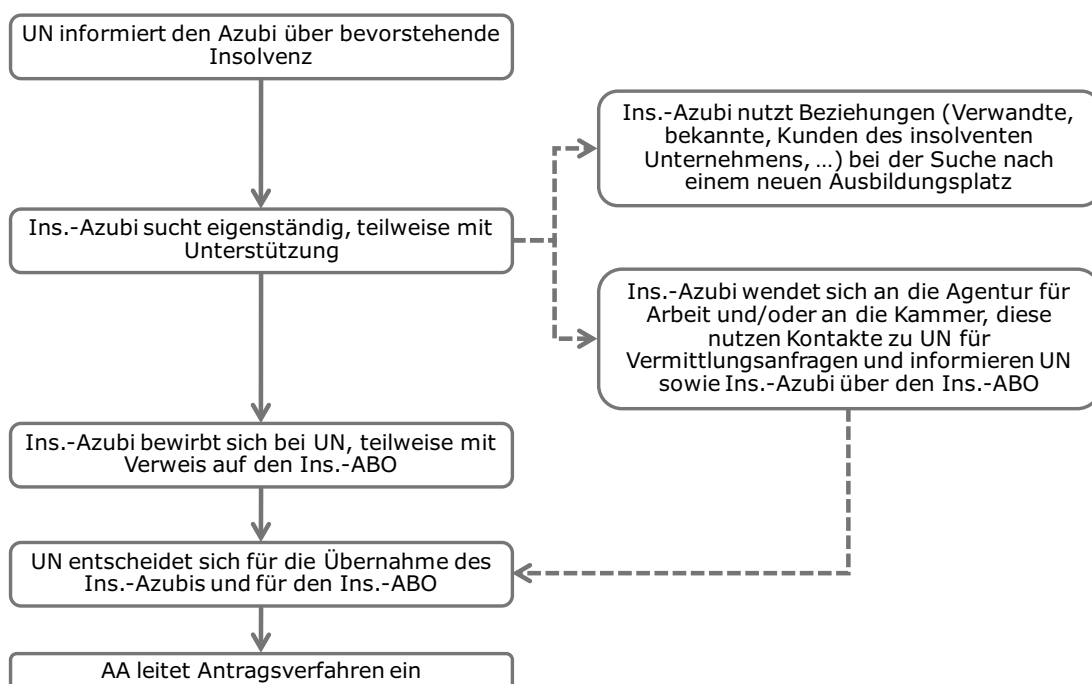 UN informiert den Azubi über bevorstehende
Insolvenz
Ins.-Azubi nutzt Beziehungen (Verwandte,
bekannte, Kunden des insolventen
Unternehmens, …) bei der Suche nach
einem neuen Ausbildungsplatz
Ins.-Azubi sucht eigenständig, teilweise mit
Unterstützung
Ins.-Azubi wendet sich an die Agentur für
Arbeit und/oder an die Kammer, diese
nutzen Kontakte zu UN für
Vermittlungsanfragen und informieren UN
sowie Ins.-Azubi über den Ins.-ABO
Ins.-Azubi bewirbt sich bei UN, teilweise mit
Verweis auf den Ins.-ABO
UN entscheidet sich für die Übernahme des
Ins.-Azubis und für den Ins.-ABO
AA leitet Antragsverfahren ein